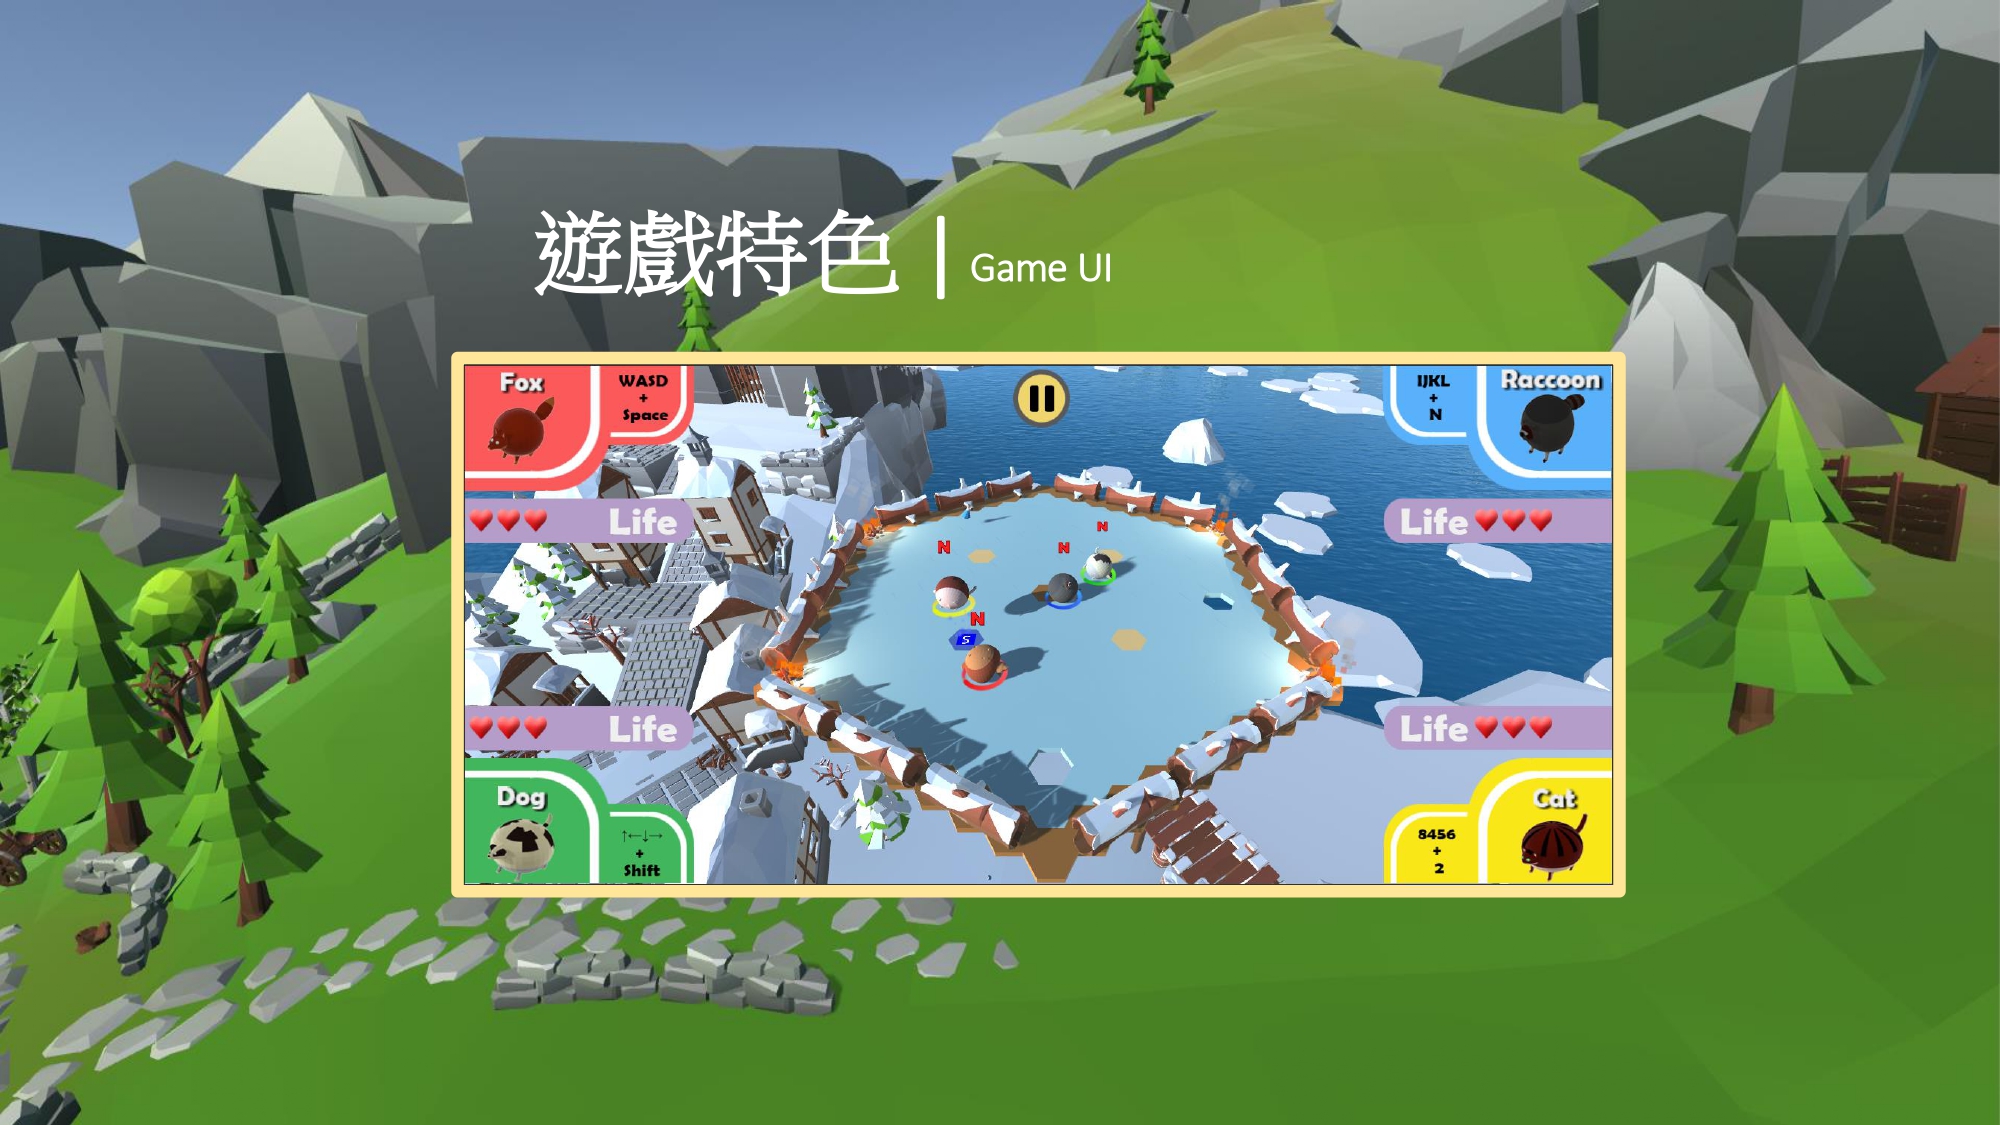 遊戲特色 | Game UI
Fox
WASD
+
Space
Life
IJKL
+
N
Raccoon
Life
N
N
N
N
S
Life
Dog
↑←↓→
+
Shift
Life
8456
+
2
Cat